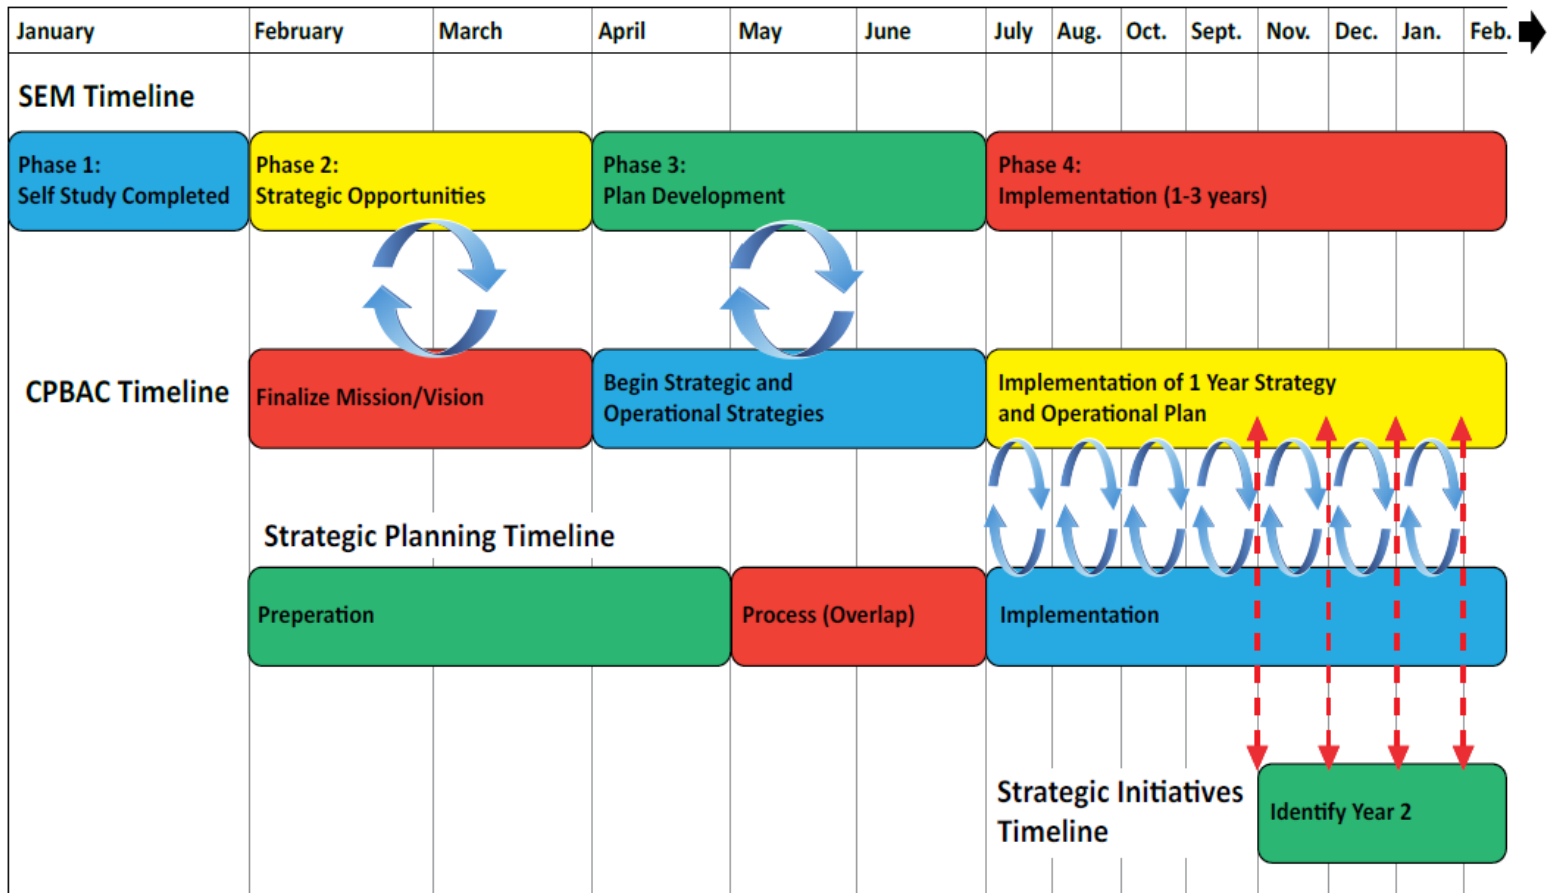 January February March April May June July Aug. Oct. Sept. Nov. Dec. Jan. Feb.
SEM Timeline
Phase 1:
Self Study Completed
Phase 2:
Strategic Opportunities
Phase 3:
Plan Development
Phase 4:
Implementation (1-3 years)
CPBAC Timeline
Finalize Mission/Vision
Begin Strategic and
Operational Strategies
Implementation of 1 Year Strategy
and Operational Plan
Strategic Planning Timeline
Preperation
Process (Overlap)
Implementation
Strategic Initiatives
Timeline
Identify Year 2